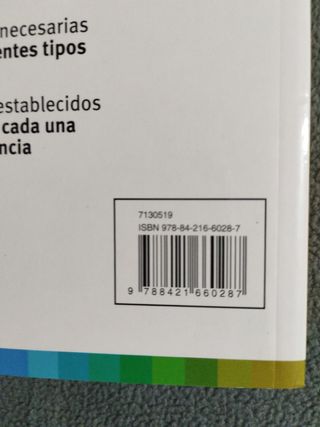 necesarias
entes tipos
establecidos
cada una
ncia
7130519
ISBN 978-84-216-6028-7
9 788421 660287